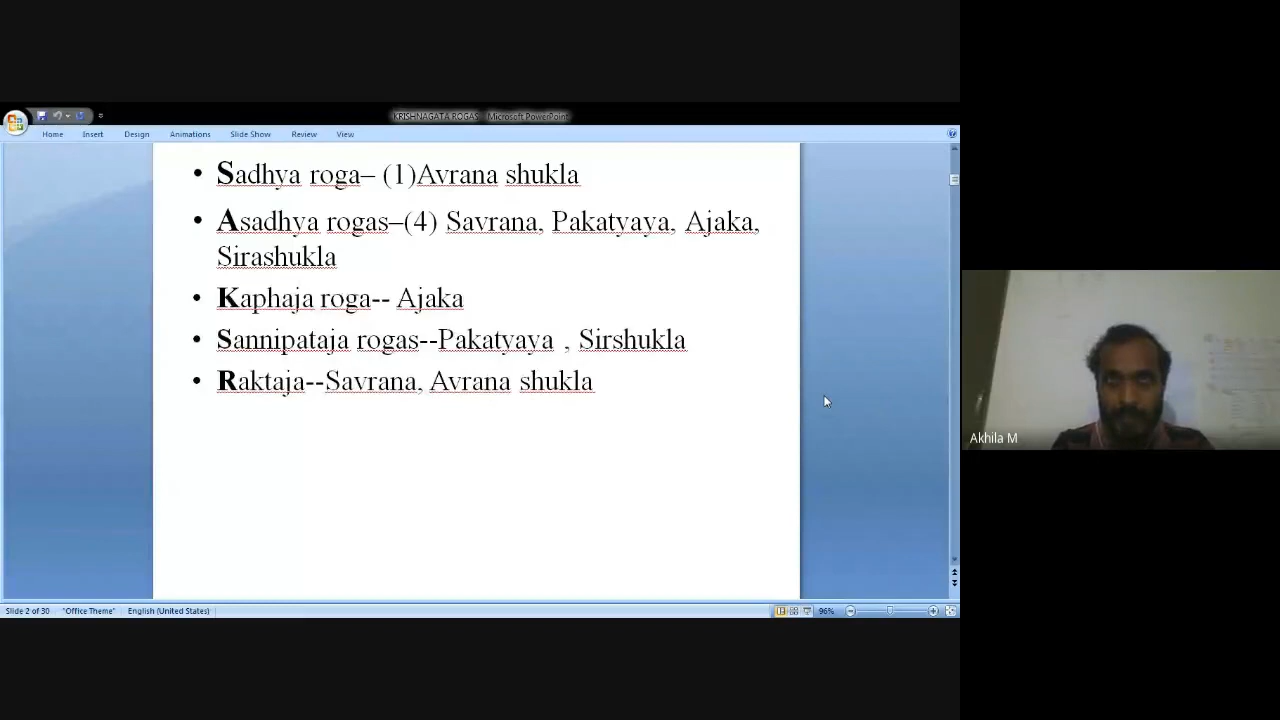 KRISHNAGATA ROGAS - Microsoft PowerPoint
Home Insert Design Animations Slide Show Review View
• Sadhya roga– (1)Avrana shukla
• Asadhya rogas–(4) Savrana, Pakatyaya, Ajaka,
Sirashukla
• Kaphaja roga-- Ajaka
• Sannipataja rogas--Pakatyaya , Sirshukla
• Raktaja--Savrana, Avrana shukla
Akhila M
Slide 2 of 30 "Office Theme" English (United States) 96%